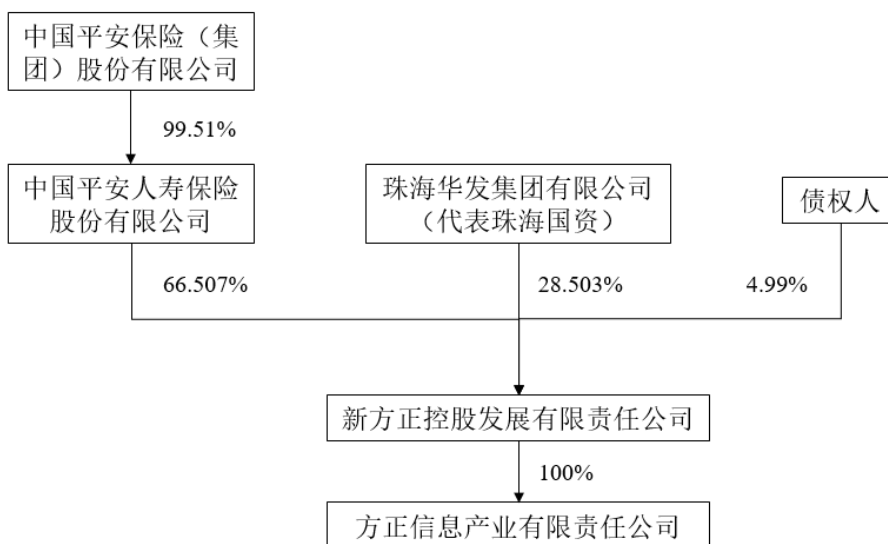 中国平安保险（集
团）股份有限公司
99.51%
中国平安人寿保险
股份有限公司
珠海华发集团有限公司
（代表珠海国资）
债权人
66.507%
28.503%
4.99%
新方正控股发展有限责任公司
100%
方正信息产业有限责任公司